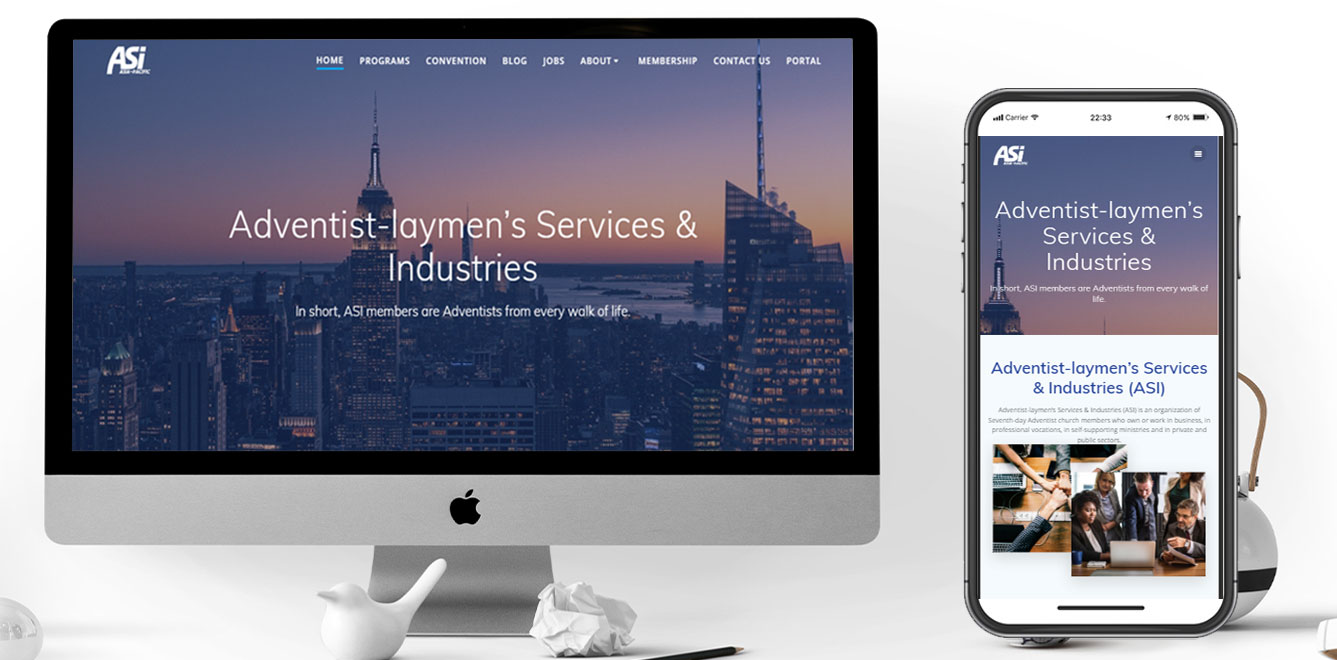 ASi
ASIA-PACIFIC
HOME PROGRAMS CONVENTION BLOG JOBS ABOUT MEMBERSHIP CONTACT US PORTAL
Adventist-laymen's Services &
Industries
In short, ASI members are Adventists from every walk of life.
Carrier 22:33 80%
ASi
ASIA-PACIFIC
Adventist-laymen's
Services &
Industries
In short, ASI members are Adventists from every walk of
life.
Adventist-laymen's Services
& Industries (ASI)
Adventist-laymen's Services & Industries (ASI) is an organization of
Seventh-day Adventist church members who own or work in business, in
professional vocations, in self-supporting ministries and in private and
public sectors.